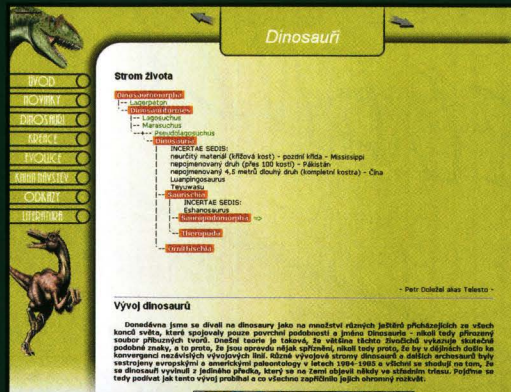 Dinosauři
ÚVOD
NOVINKY
DINOSAUŘI
KRESCE
EVOLUCE
KNIHA NÁVŠTĚV
ODKAZY
LITERATURA
Strom života
Dinosauromorpha
|-- Lagerpeton
`-- Dinosauriformes
|-- Lagosuchus
|-- Marasuchus
`--+-- Pseudolagosuchus
`-- Dinosauria
| INCERTAE SEDIS:
| neurčitý materiál (křížová kost) - pozdní křída - Mississippi
| nepojmenovaný druh (přes 100 kostí) - Pákistán
| nepojmenovaný 4,5 metrů dlouhý druh (kompletní kostra) - Čína
| Luanpingosaurus
| Teyuwasu
|-- Saurischia
| | INCERTAE SEDIS:
| | Eshanosaurus
| |-- Sauropodomorpha =>
| |
| `-- Theropoda
|
`-- Ornithischia
- Petr Doležal akas Telesto -
Vývoj dinosaurů
Donedávna jsme se dívali na dinosaury jako na množství různých ještěrů přicházejících ze všech
konců světa, které spojovaly pouze povrchní podobnosti a jméno Dinosauria - nikoli tedy přirozený
soubor příbuzných tvorů. Dnešní teorie je taková, že většina těchto živočichů vykazuje skutečně
podobné znaky, a to proto, že jsou opravdu nějak spříznění, nikoli tedy proto, že by v dějinách došlo ke
konvergenci nezávislých vývojových linií. Různé vývojové stromy dinosaurů a dalších archosaurů byly
sestrojeny evropskými a americkými paleontology v letech 1984-1985 a všichni se shodují na tom, že
se dinosauři vyvinuli z jediného předka, který se na Zemi objevil někdy ve středním triasu. Pojďme se
tedy podívat jak tento vývoj probíhal a co všechno zapříčinilo jejich ohromný rozkvět.